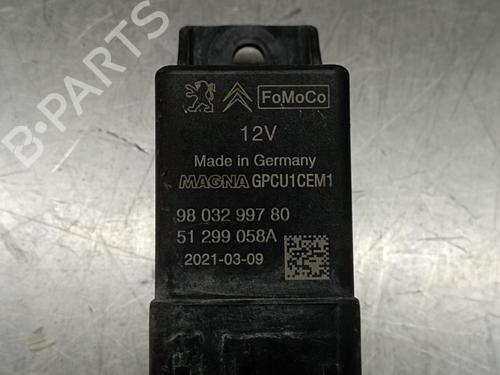 FoMoCo
12V
Made in Germany
MAGNA GPCU1CEM1
98 032 997 80
51 299 058A
2021-03-09
B-PARTS